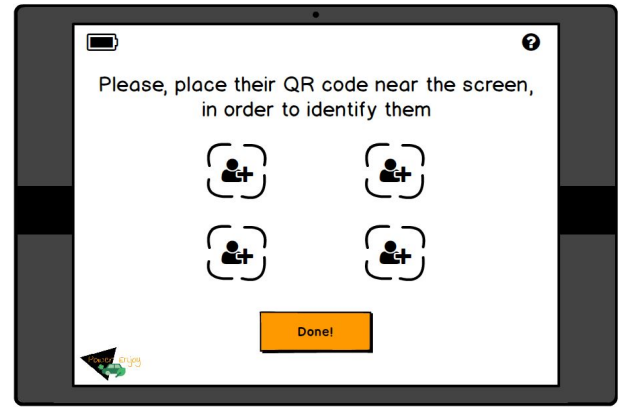 Please, place their QR code near the screen,
in order to identify them
Done!
Power Enjoy